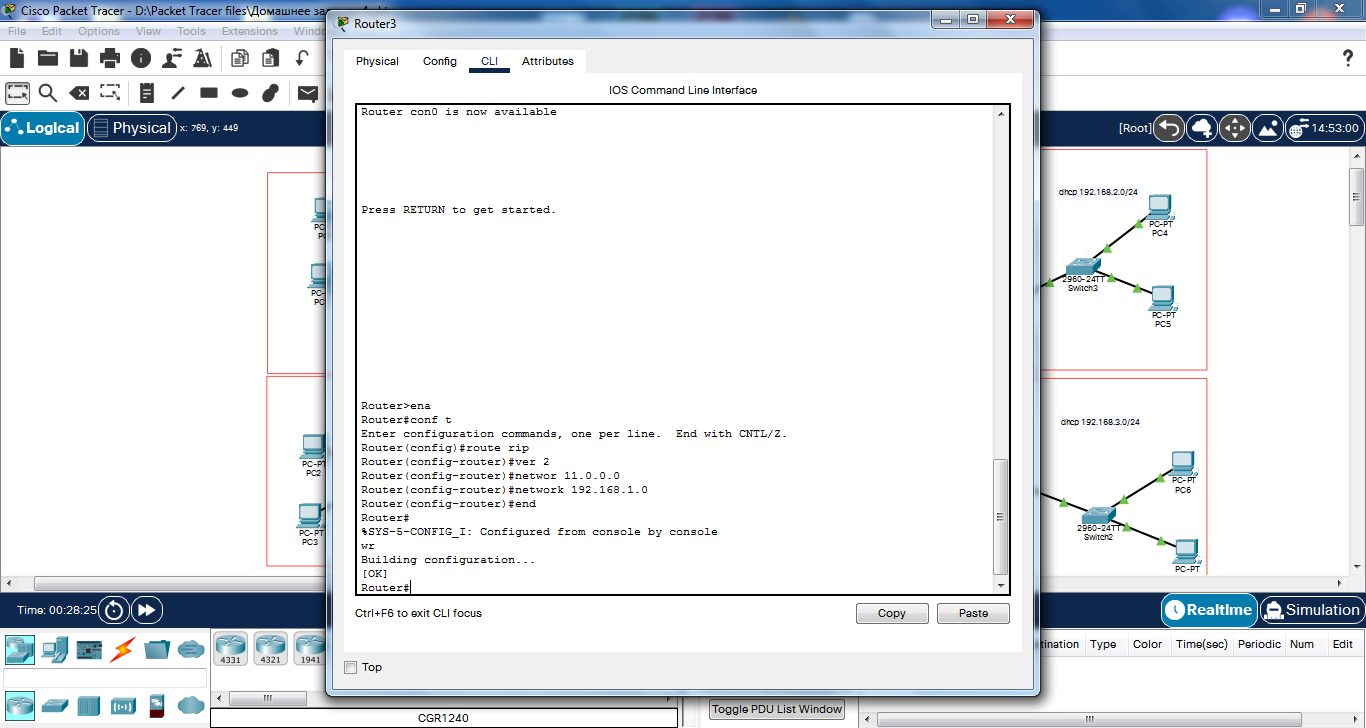 Cisco Packet Tracer - D:\Packet Tracer files\Домашнее за
File Edit Options View Tools Extensions Windo
Logical
Physical
x: 769, y: 449
[Root]
14:53:00
Router3
Physical Config CLI Attributes
IOS Command Line Interface
Router con0 is now available
Press RETURN to get started.
Router>ena
Router#conf t
Enter configuration commands, one per line.  End with CNTL/Z.
Router(config)#route rip
Router(config-router)#ver 2
Router(config-router)#networ 11.0.0.0
Router(config-router)#network 192.168.1.0
Router(config-router)#end
Router#
%SYS-5-CONFIG_I: Configured from console by console
wr
Building configuration...
[OK]
Router#
Ctrl+F6 to exit CLI focus
Copy
Paste
Top
PC-PT
PC2
PC-PT
PC3
dhcp 192.168.2.0/24
PC-PT
PC4
2960-24TT
Switch3
PC-PT
PC5
dhcp 192.168.3.0/24
PC-PT
PC6
2960-24TT
Switch2
PC-PT
Time: 00:28:25
Realtime
Simulation
4331
4321
1941
CGR1240
tination Type Color Time(sec) Periodic Num Edit
Toggle PDU List Window